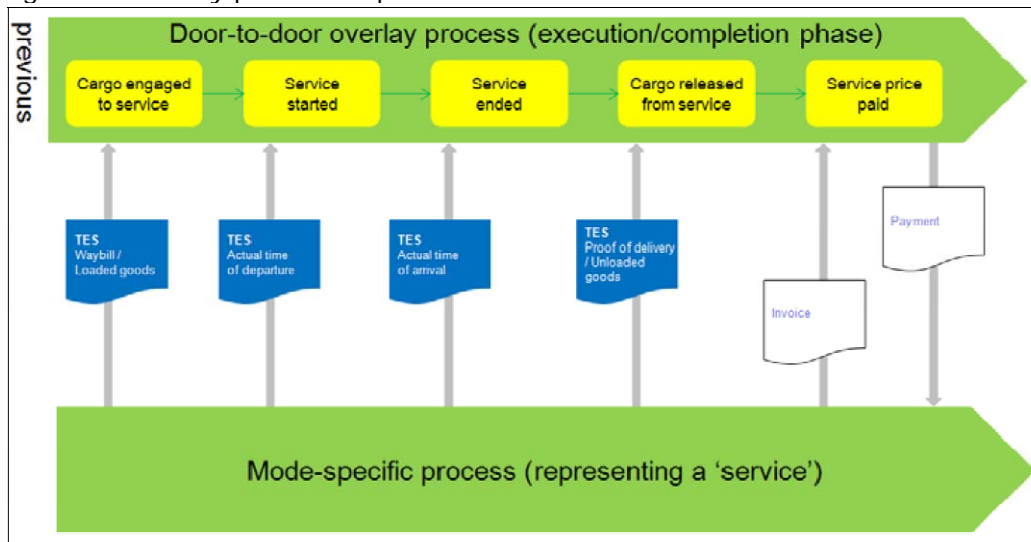 previous
Door-to-door overlay process (execution/completion phase)
Cargo engaged
to service
Service
started
Service
ended
Cargo released
from service
Service price
paid
TES
Waybill /
Loaded goods
TES
Actual time
of departure
TES
Actual time
of arrival
TES
Proof of delivery
/ Unloaded
goods
Invoice
Payment
Mode-specific process (representing a ‘service’)